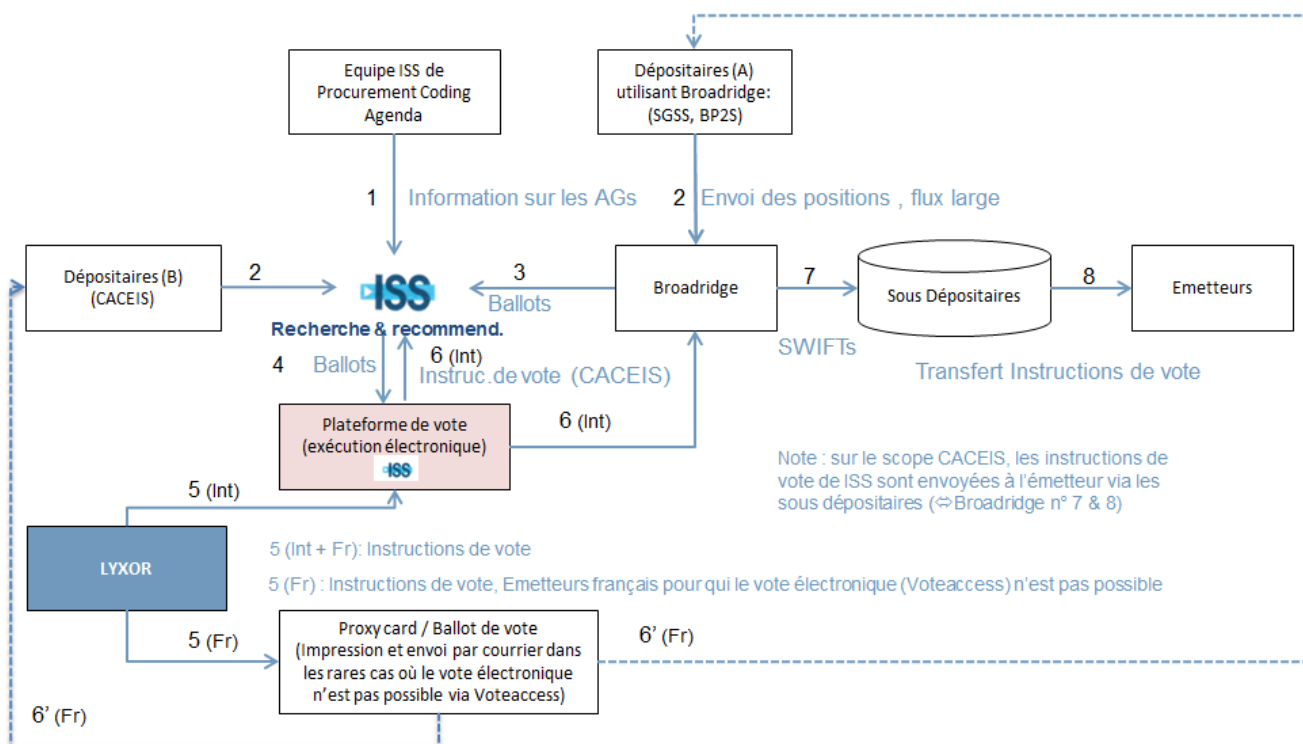 Equipe ISS de
Procurement Coding
Agenda
Dépositaires (A)
utilisant Broadridge:
(SGSS, BP2S)
1 Information sur les AGs
2 Envoi des positions , flux large
Dépositaires (B)
(CACEIS)
2
ISS
Recherche & recommend.
3
Ballots
Broadridge
7
SWIFTs
Sous Dépositaires
8
Emetteurs
Transfert Instructions de vote
4 Ballots
6 (Int)
Instruc.de vote (CACEIS)
Plateforme de vote
(exécution électronique)
ISS
6 (Int)
Note : sur le scope CACEIS, les instructions de
vote de ISS sont envoyées à l’émetteur via les
sous dépositaires (⇔Broadridge n° 7 & 8)
5 (Int)
LYXOR
5 (Int + Fr): Instructions de vote
5 (Fr) : Instructions de vote, Emetteurs français pour qui le vote électronique (Voteaccess) n’est pas possible
5 (Fr)
Proxy card / Ballot de vote
(Impression et envoi par courrier dans
les rares cas où le vote électronique
n’est pas possible via Voteaccess)
6’ (Fr)
6’ (Fr)